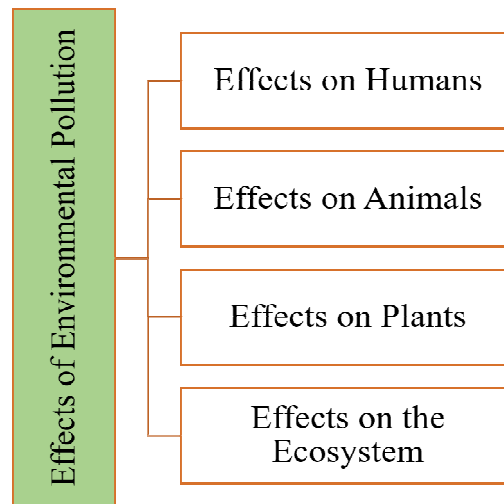 Effects of Environmental Pollution
Effects on Humans
Effects on Animals
Effects on Plants
Effects on the
Ecosystem